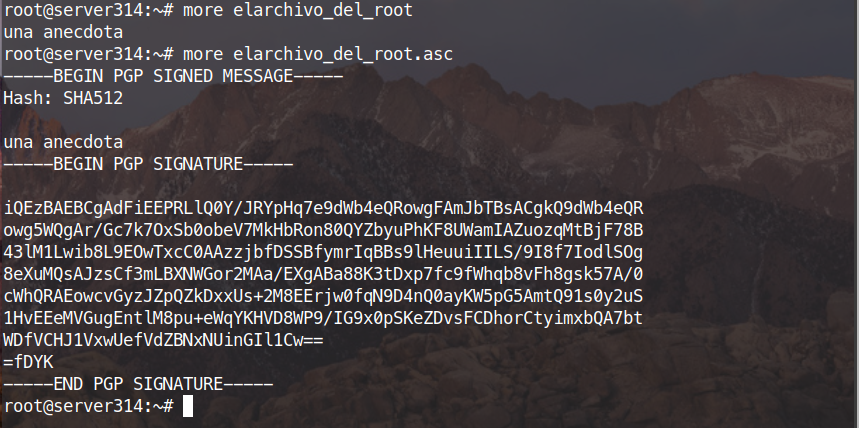 root@server314:~# more elarchivo_del_root
una anecdota
root@server314:~# more elarchivo_del_root.asc
-----BEGIN PGP SIGNED MESSAGE-----
Hash: SHA512

una anecdota
-----BEGIN PGP SIGNATURE-----

iQEzBAEBCgAdFiEEPRLlQ0Y/JRYpHq7e9dWb4eQRowgFAmJbTBsACgkQ9dWb4eQR
owg5WQgAr/Gc7k7OxSb0obeV7MkHbRon80QYZbyuPhKF8UWamIAZuozqMtBjF78B
43lM1Lwib8L9EOwTxcC0AAzzjbfDSSBfymrIqBBs9lHeuuiIILS/9I8f7IodlSOg
8eXuMQsAJzsCf3mLBXNWGor2MAa/EXgABa88K3tDxp7fc9fWhqb8vFh8gsk57A/0
cWhQRAEowcvGyzJZpQZkDxxUs+2M8EErjw0fqN9D4nQ0ayKW5pG5AmtQ91s0y2uS
1HvEEeMVGugEntlM8pu+eWqYKHVD8WP9/IG9x0pSKeZDvsFCDhorCtyimxbQA7bt
WDfVCHJ1VxwUefVdZBNxNUinGIl1Cw==
=fDYK
-----END PGP SIGNATURE-----
root@server314:~#